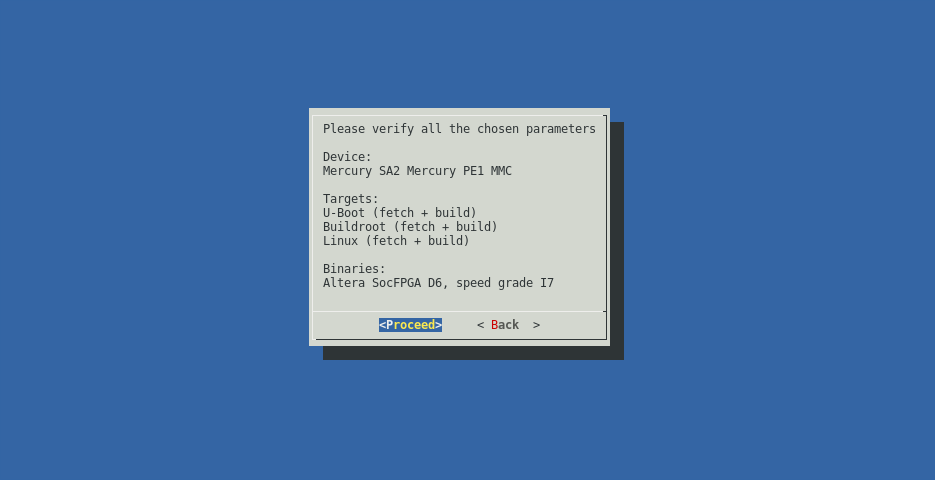 Please verify all the chosen parameters
Device:
Mercury SA2 Mercury PE1 MMC
Targets:
U-Boot (fetch + build)
Buildroot (fetch + build)
Linux (fetch + build)
Binaries:
Altera SocFPGA D6, speed grade I7
<Proceed> < Back >